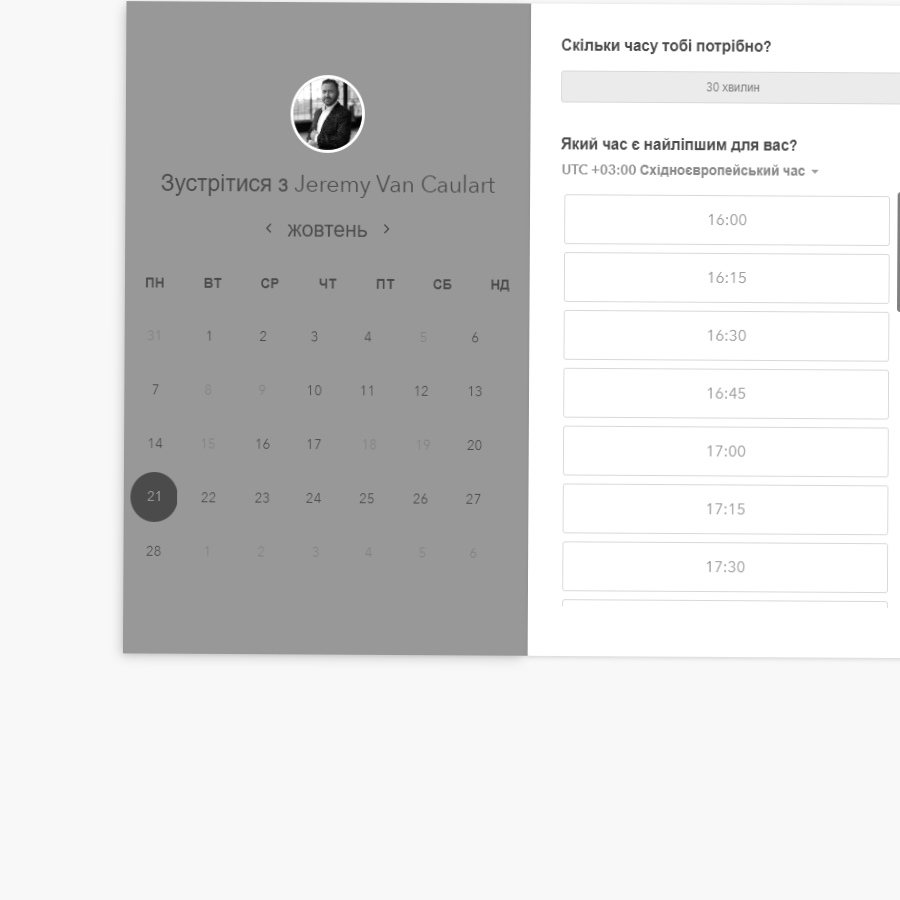 Зустрітися з Jeremy Van Caulart
жовтень
ПН ВТ СР ЧТ ПТ СБ НД
31 1 2 3 4 5 6
7 8 9 10 11 12 13
14 15 16 17 18 19 20
21 22 23 24 25 26 27
28 1 2 3 4 5 6
Скільки часу тобі потрібно?
30 хвилин
Який час є найліпшим для вас?
UTC +03:00 Східноєвропейський час
16:00
16:15
16:30
16:45
17:00
17:15
17:30